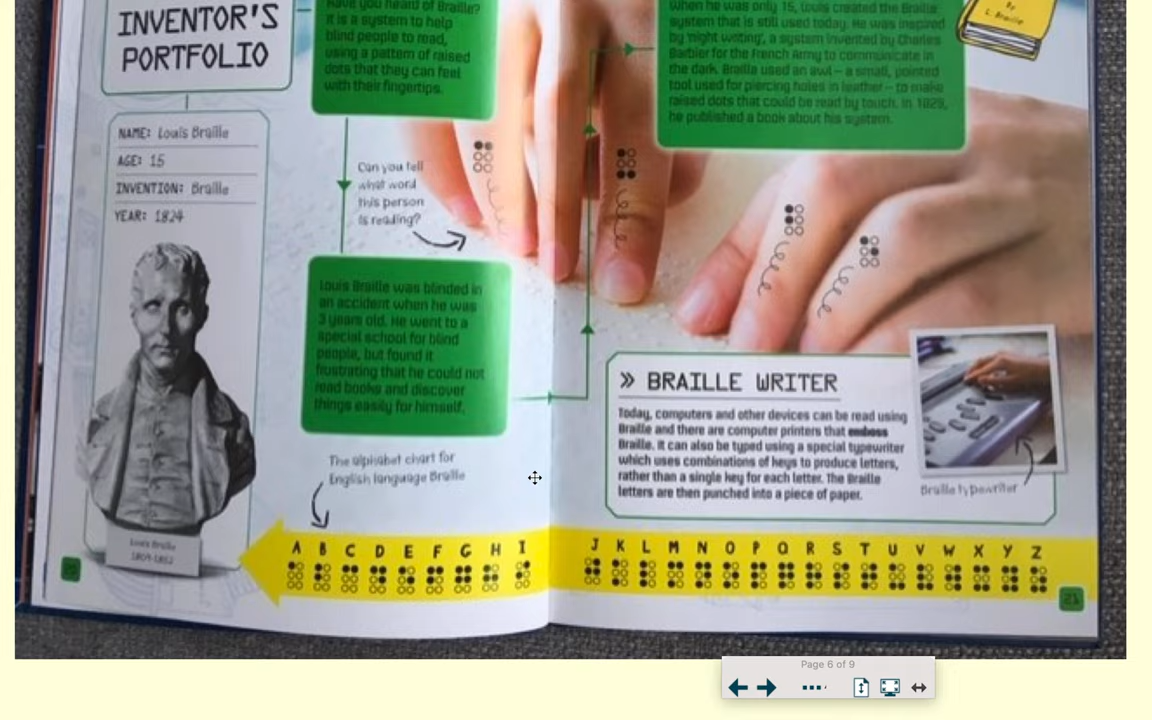 INVENTOR'S
PORTFOLIO
NAME: Louis Braille
AGE: 15
INVENTION: Braille
YEAR: 1824
Louis Braille
1809-1852
Have you heard of Braille?
It is a system to help
blind people to read,
using a pattern of raised
dots that they can feel
with their fingertips.
Can you tell
what word
this person
is reading?
Louis Braille was blinded in
an accident when he was
3 years old. He went to a
special school for blind
people, but found it
frustrating that he could not
read books and discover
things easily for himself.
The alphabet chart for
English language Braille
When he was only 15, Louis created the Braille
system that is still used today. He was inspired
by 'night writing', a system invented by Charles
Barbier for the French Army to communicate in
the dark. Braille used an awl – a small, pointed
tool used for piercing holes in leather – to make
raised dots that could be read by touch. In 1829,
he published a book about his system.
By
L. Braille
» BRAILLE WRITER
Today, computers and other devices can be read using
Braille and there are computer printers that emboss
Braille. It can also be typed using a special typewriter
which uses combinations of keys to produce letters,
rather than a single key for each letter. The Braille
letters are then punched into a piece of paper.
Braille typewriter
A B C D E F G H I J K L M N O P Q R S T U V W X Y Z
21
Page 6 of 9